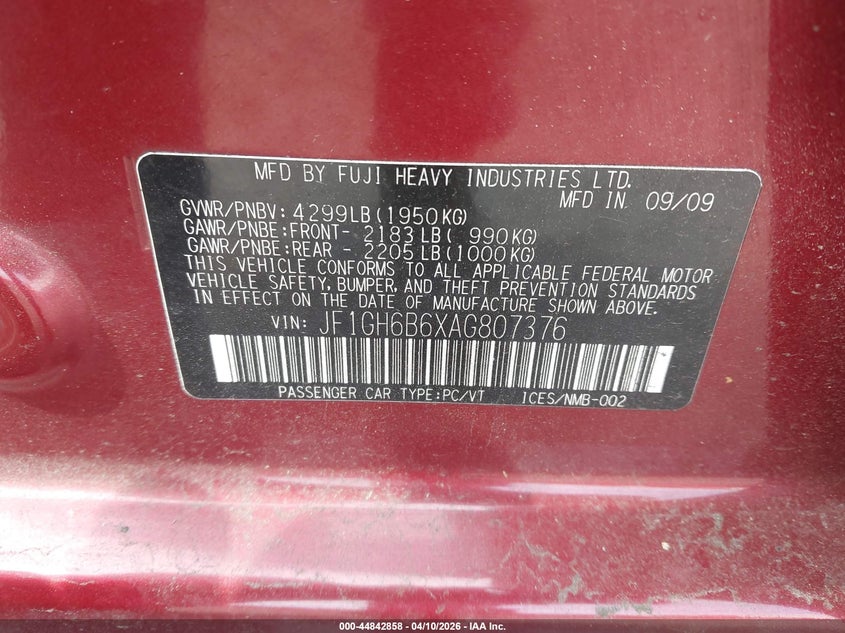 MFD BY FUJI HEAVY INDUSTRIES LTD.
MFD IN 09/09
GVWR/PNBV: 4299LB(1950KG)
GAWR/PNBE:FRONT- 2183LB( 990KG)
GAWR/PNBE:REAR - 2205LB(1000KG)
THIS VEHICLE CONFORMS TO ALL APPLICABLE FEDERAL MOTOR
VEHICLE SAFETY, BUMPER, AND THEFT PREVENTION STANDARDS
IN EFFECT ON THE DATE OF MANUFACTURE SHOWN ABOVE.
VIN: JF1GH6B6XAG807376
PASSENGER CAR TYPE:PC/VT ICES/NMB-002
000-44842858 - 04/10/2026 - IAA Inc.